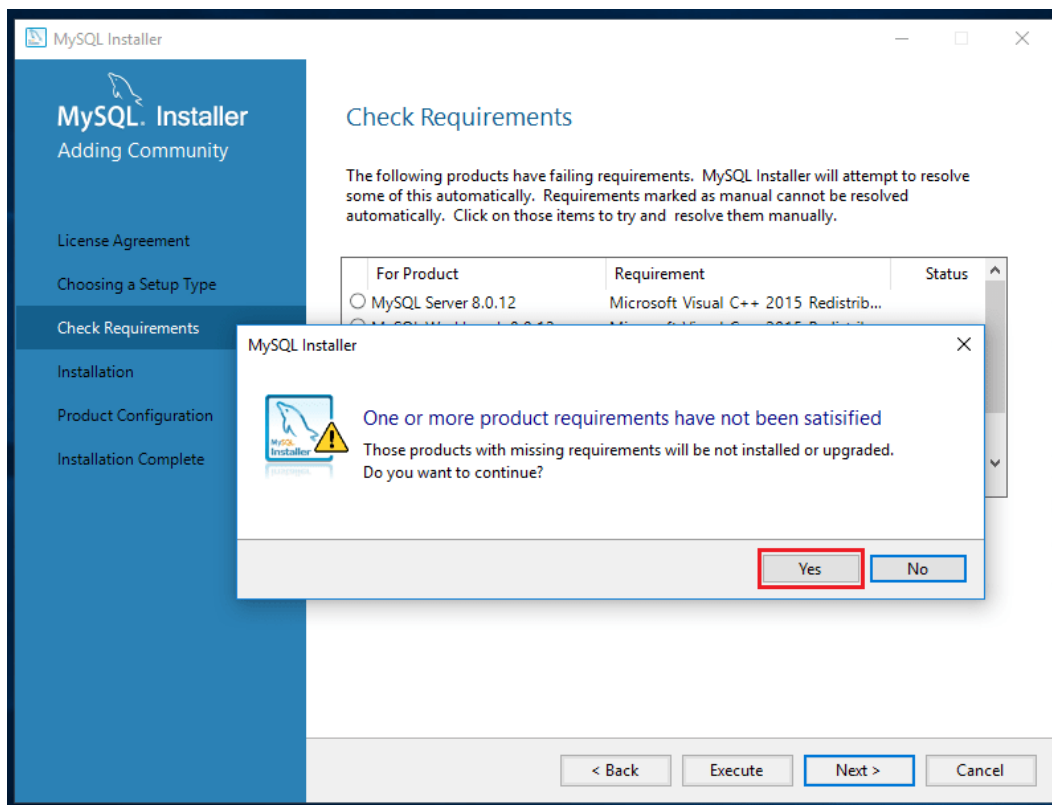 MySQL Installer
MySQL. Installer
Adding Community
License Agreement
Choosing a Setup Type
Check Requirements
Installation
Product Configuration
Installation Complete
Check Requirements
The following products have failing requirements. MySQL Installer will attempt to resolve
some of this automatically. Requirements marked as manual cannot be resolved
automatically. Click on those items to try and resolve them manually.
For Product Requirement Status
MySQL Server 8.0.12 Microsoft Visual C++ 2015 Redistrib...
MySQL Installer
MySQL
Installer
One or more product requirements have not been satisified
Those products with missing requirements will be not installed or upgraded.
Do you want to continue?
Yes No
< Back Execute Next > Cancel